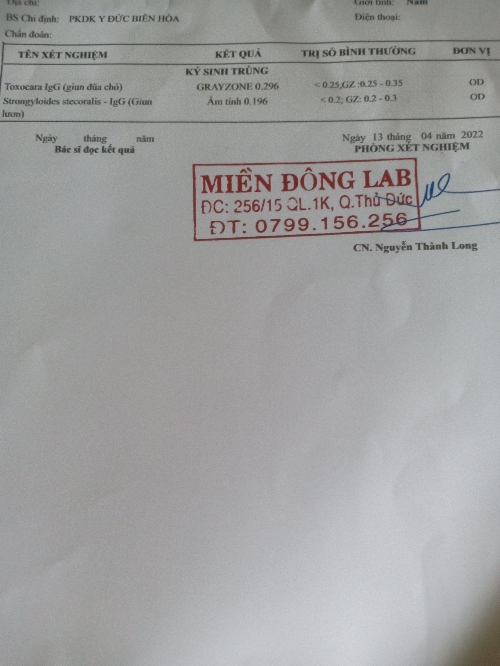 Địa chỉ:
Giới tính: Nam
BS Chỉ định: PKDK Y ĐỨC BIÊN HÒA
Điện thoại:
Chẩn đoán:
TÊN XÉT NGHIỆM KẾT QUẢ TRỊ SỐ BÌNH THƯỜNG ĐƠN VỊ
KÝ SINH TRÙNG
Toxocara IgG (giun đũa chó) GRAYZONE 0.296 < 0.25,GZ :0.25 - 0.35 OD
Strongyloides stecoralis - IgG (Giun lươn) Âm tính 0.196 < 0.2; GZ: 0.2 - 0.3 OD
Ngày tháng năm
Bác sĩ đọc kết quả
Ngày 13 tháng 04 năm 2022
PHÒNG XÉT NGHIỆM
MIỀN ĐÔNG LAB
ĐC: 256/15 QL.1K, Q.Thủ Đức
ĐT: 0799.156.256
CN. Nguyễn Thành Long